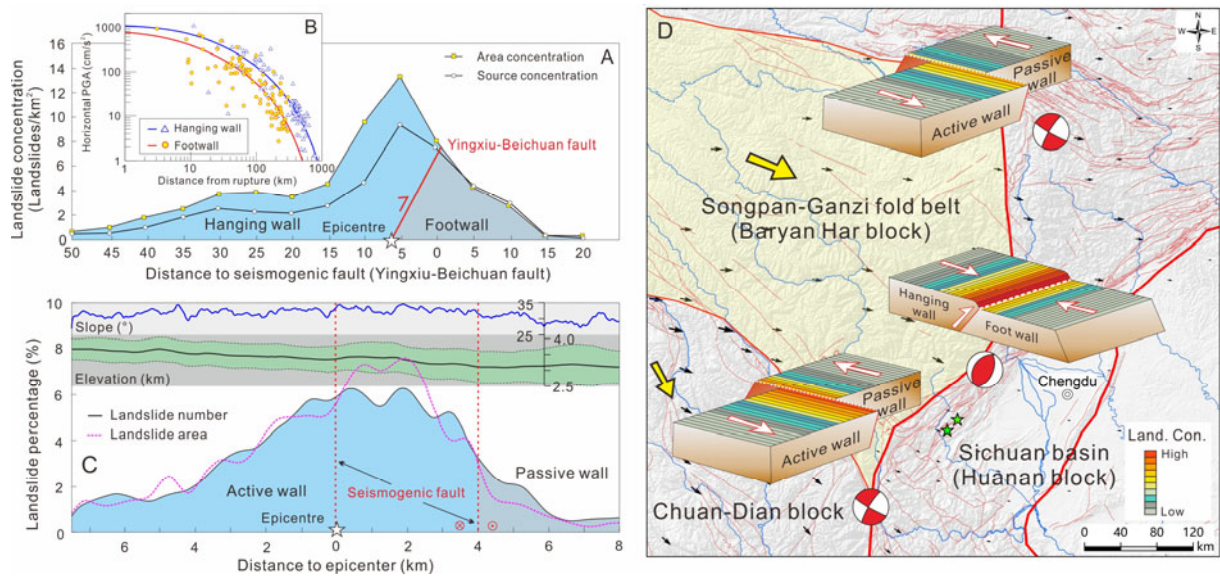 A
Landslide concentration
(Landslides/km²)
16
14
12
10
8
6
4
2
0
Area concentration
Source concentration
Yingxiu-Beichuan fault
Hanging wall
Epicentre
Footwall
50 45 40 35 30 25 20 15 10 5 0 5 10 15 20
Distance to seismogenic fault (Yingxiu-Beichuan fault)
B
Horizontal PGA (cm/s²)
1000
100
10
1
Hanging wall
Footwall
1 10 100 1000
Distance from rupture (km)
C
Landslide percentage (%)
10
8
6
4
2
0
Slope (°)
35
25
Elevation (km)
4.0
2.5
Landslide number
Landslide area
Active wall
Passive wall
Seismogenic fault
Epicentre
6 4 2 0 2 4 6 8
Distance to epicenter (km)
D
N
W E
S
Passive wall
Active wall
Songpan-Ganzi fold belt
(Baryan Har block)
Hanging
wall
Foot wall
Passive
wall
Active wall
Chengdu
Sichuan basin
(Huanan block)
Chuan-Dian block
Land. Con.
High
Low
0 40 80 120
km